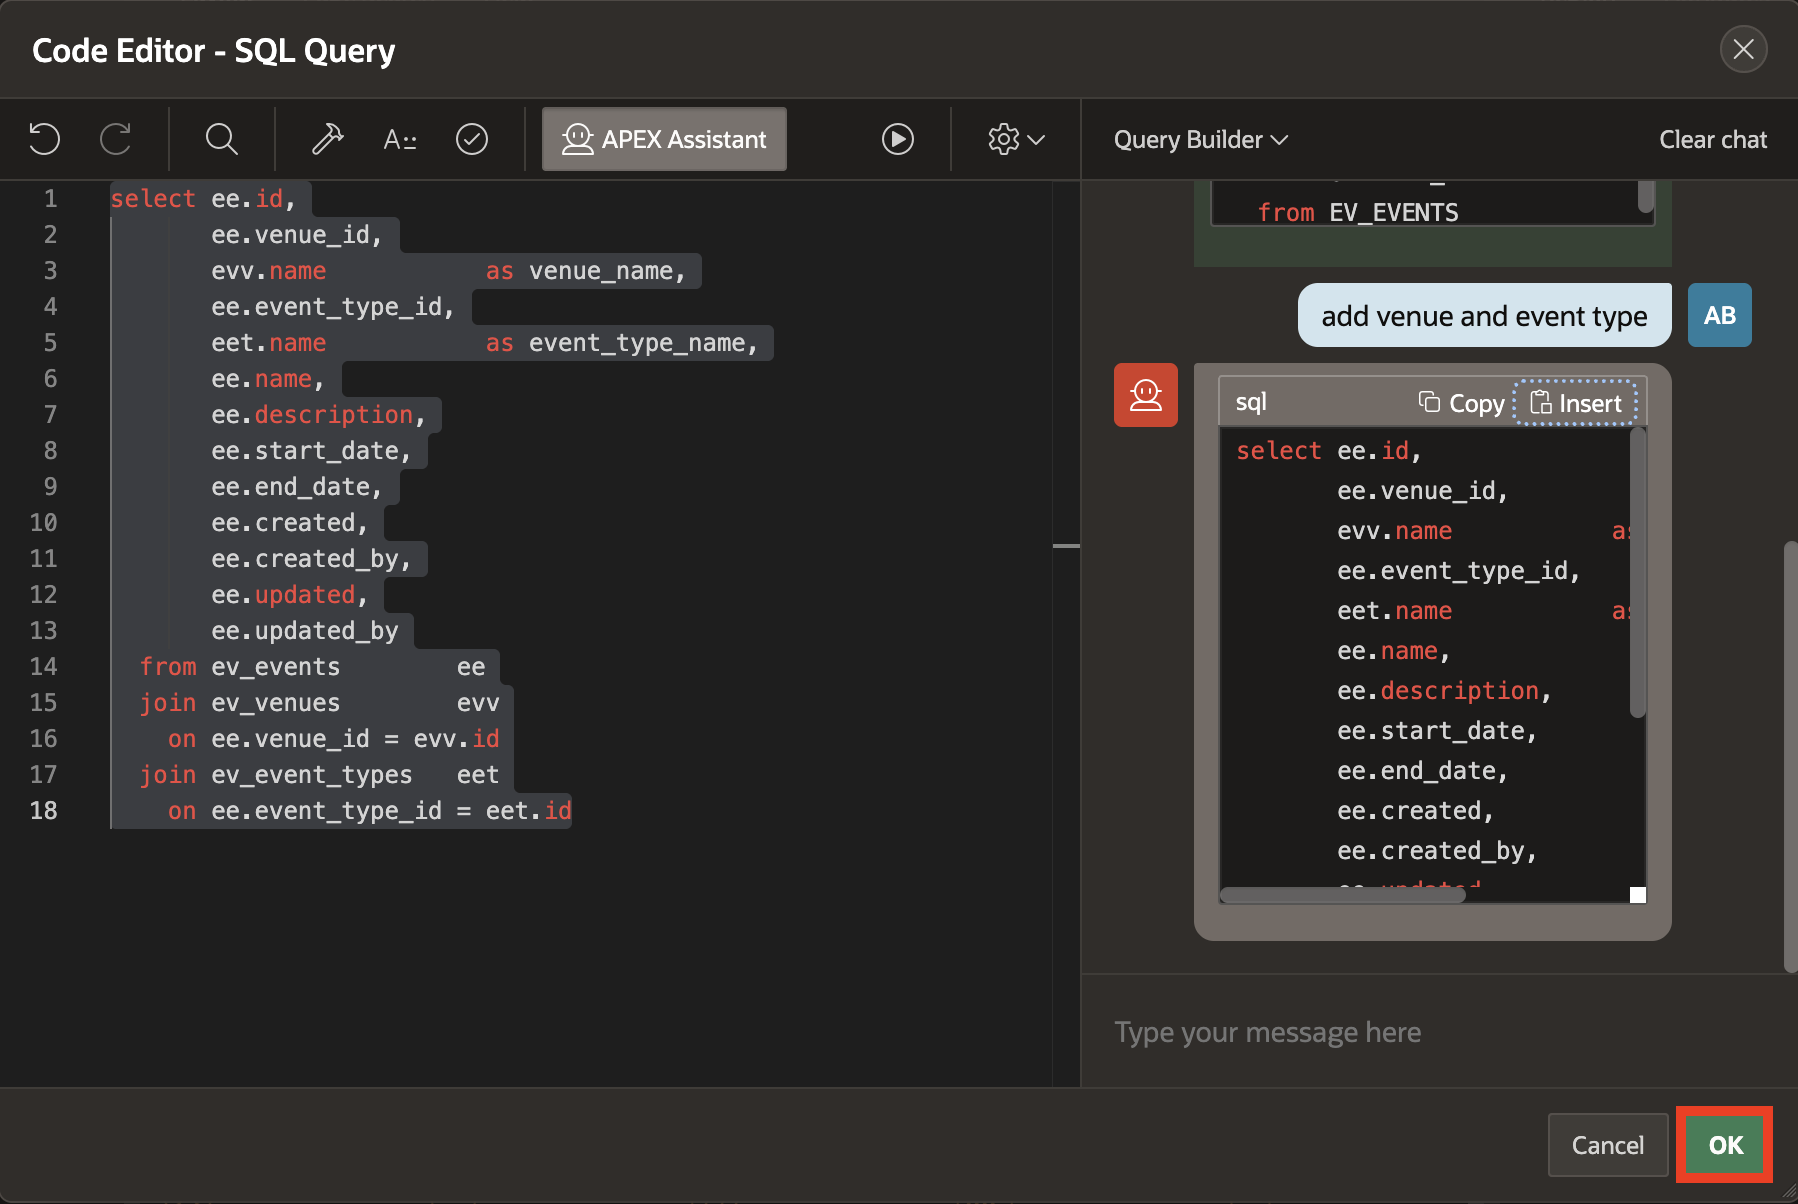 Code Editor - SQL Query
APEX Assistant
Query Builder
Clear chat
1 select ee.id,
2 ee.venue_id,
3 evv.name as venue_name,
4 ee.event_type_id,
5 eet.name as event_type_name,
6 ee.name,
7 ee.description,
8 ee.start_date,
9 ee.end_date,
10 ee.created,
11 ee.created_by,
12 ee.updated,
13 ee.updated_by
14 from ev_events ee
15 join ev_venues evv
16 on ee.venue_id = evv.id
17 join ev_event_types eet
18 on ee.event_type_id = eet.id
from EV_EVENTS
add venue and event type
AB
sql
Copy
Insert
select ee.id,
ee.venue_id,
evv.name as
ee.event_type_id,
eet.name as
ee.name,
ee.description,
ee.start_date,
ee.end_date,
ee.created,
ee.created_by,
Type your message here
Cancel
OK